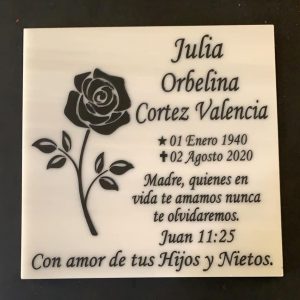 Julia
Orbelina
Cortez Valencia
★ 01 Enero 1940
✝ 02 Agosto 2020
Madre, quienes en
vida te amamos nunca
te olvidaremos.
Juan 11:25
Con amor de tus Hijos y Nietos.